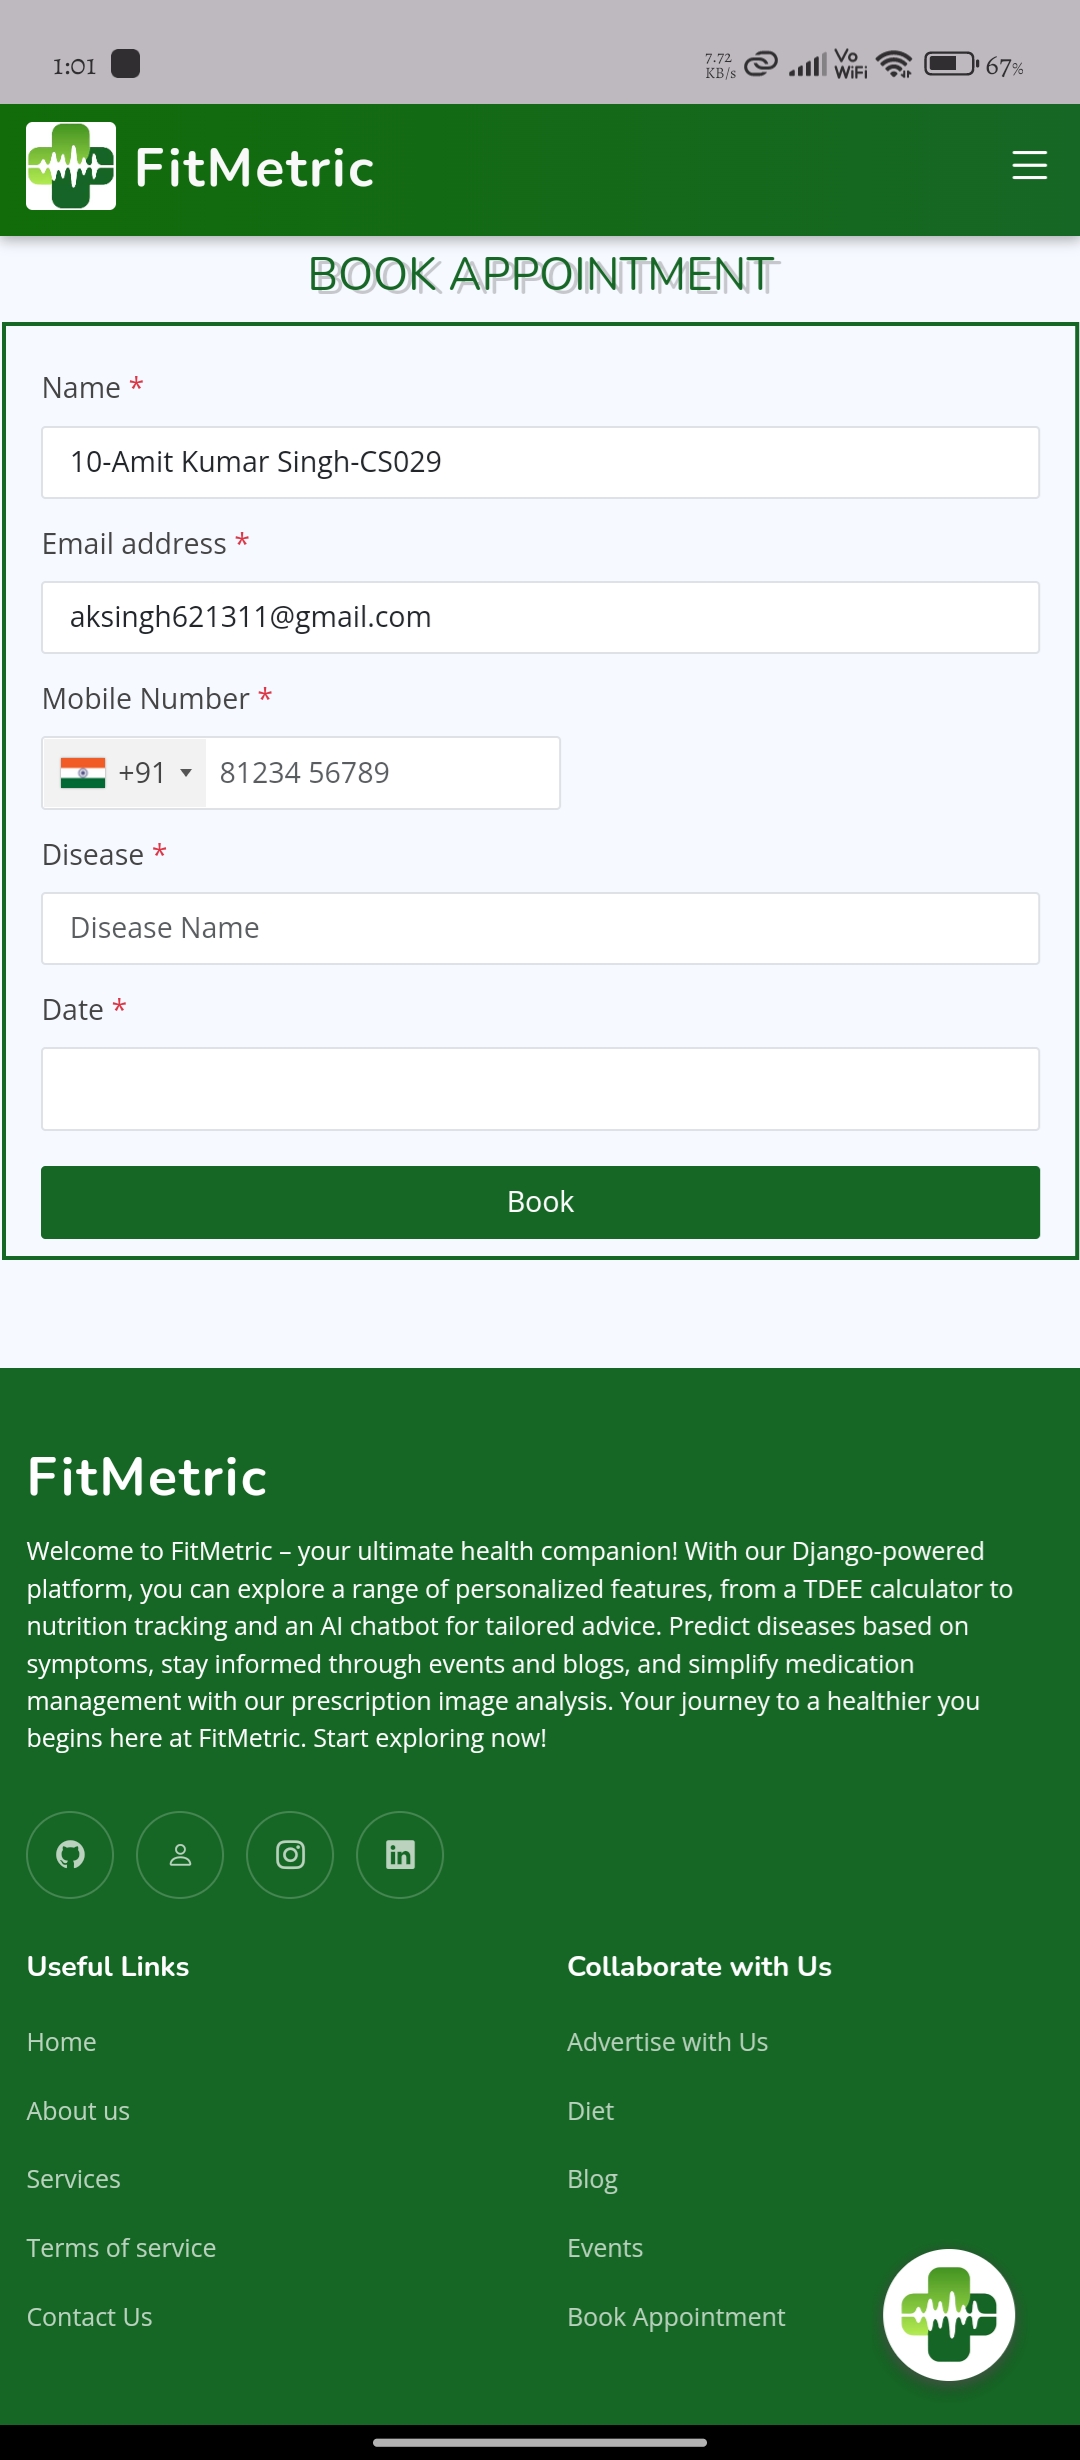 1:01
7.72
KB/s
Vo
WiFi
67%
FitMetric
BOOK APPOINTMENT
Name *
10-Amit Kumar Singh-CS029
Email address *
aksingh621311@gmail.com
Mobile Number *
+91 81234 56789
Disease *
Disease Name
Date *
Book
FitMetric
Welcome to FitMetric – your ultimate health companion! With our Django-powered
platform, you can explore a range of personalized features, from a TDEE calculator to
nutrition tracking and an AI chatbot for tailored advice. Predict diseases based on
symptoms, stay informed through events and blogs, and simplify medication
management with our prescription image analysis. Your journey to a healthier you
begins here at FitMetric. Start exploring now!
Useful Links
Home
About us
Services
Terms of service
Contact Us
Collaborate with Us
Advertise with Us
Diet
Blog
Events
Book Appointment